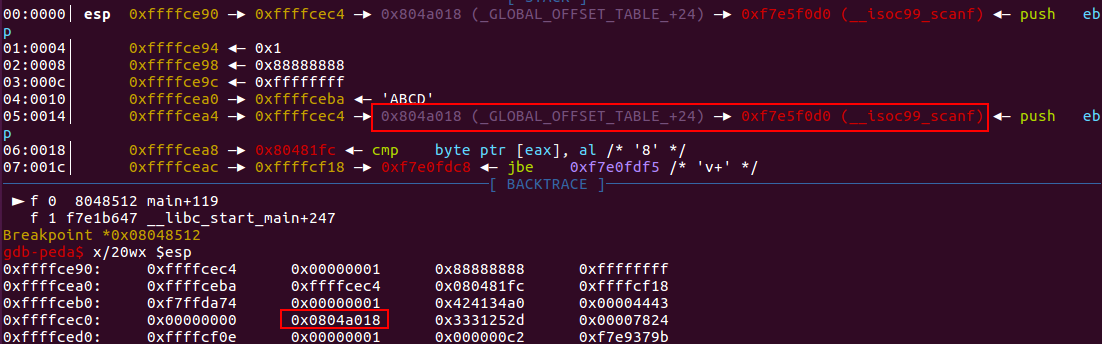 [ STACK ]
00:0000│ esp 0xffffce90 —▸ 0xffffcec4 —▸ 0x804a018 (_GLOBAL_OFFSET_TABLE_+24) —▸ 0xf7e5f0d0 (__isoc99_scanf) ◂— push eb
p
01:0004│ 0xffffce94 ◂— 0x1
02:0008│ 0xffffce98 ◂— 0x88888888
03:000c│ 0xffffce9c ◂— 0xffffffff
04:0010│ 0xffffcea0 —▸ 0xffffceba ◂— 'ABCD'
05:0014│ 0xffffcea4 —▸ 0xffffcec4 —▸ 0x804a018 (_GLOBAL_OFFSET_TABLE_+24) —▸ 0xf7e5f0d0 (__isoc99_scanf) ◂— push eb
p
06:0018│ 0xffffcea8 —▸ 0x80481fc ◂— cmp byte ptr [eax], al /* '8' */
07:001c│ 0xffffceac —▸ 0xffffcf18 —▸ 0xf7e0fdc8 ◂— jbe 0xf7e0fdf5 /* 'v+' */
[ BACKTRACE ]
► f 0 8048512 main+119
f 1 f7e1b647 __libc_start_main+247
Breakpoint *0x08048512
gdb-peda$ x/20wx $esp
0xffffce90: 0xffffcec4 0x00000001 0x88888888 0xffffffff
0xffffcea0: 0xffffceba 0xffffcec4 0x080481fc 0xffffcf18
0xffffceb0: 0xf7ffda74 0x00000001 0x424134a0 0x00004443
0xffffcec0: 0x00000000 0x0804a018 0x3331252d 0x00007824
0xffffced0: 0xffffcf0e 0x00000001 0x000000c2 0xf7e9379b